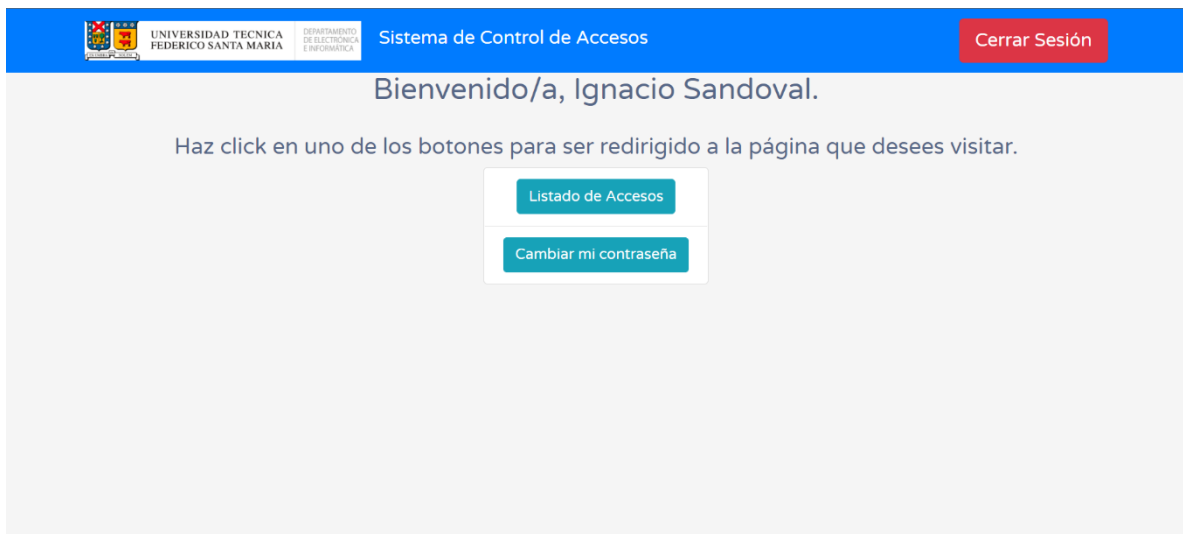 UNIVERSIDAD TECNICA
FEDERICO SANTA MARIA
DEPARTAMENTO
DE ELECTRÓNICA
E INFORMÁTICA
Sistema de Control de Accesos
Cerrar Sesión
Bienvenido/a, Ignacio Sandoval.
Haz click en uno de los botones para ser redirigido a la página que desees visitar.
Listado de Accesos
Cambiar mi contraseña